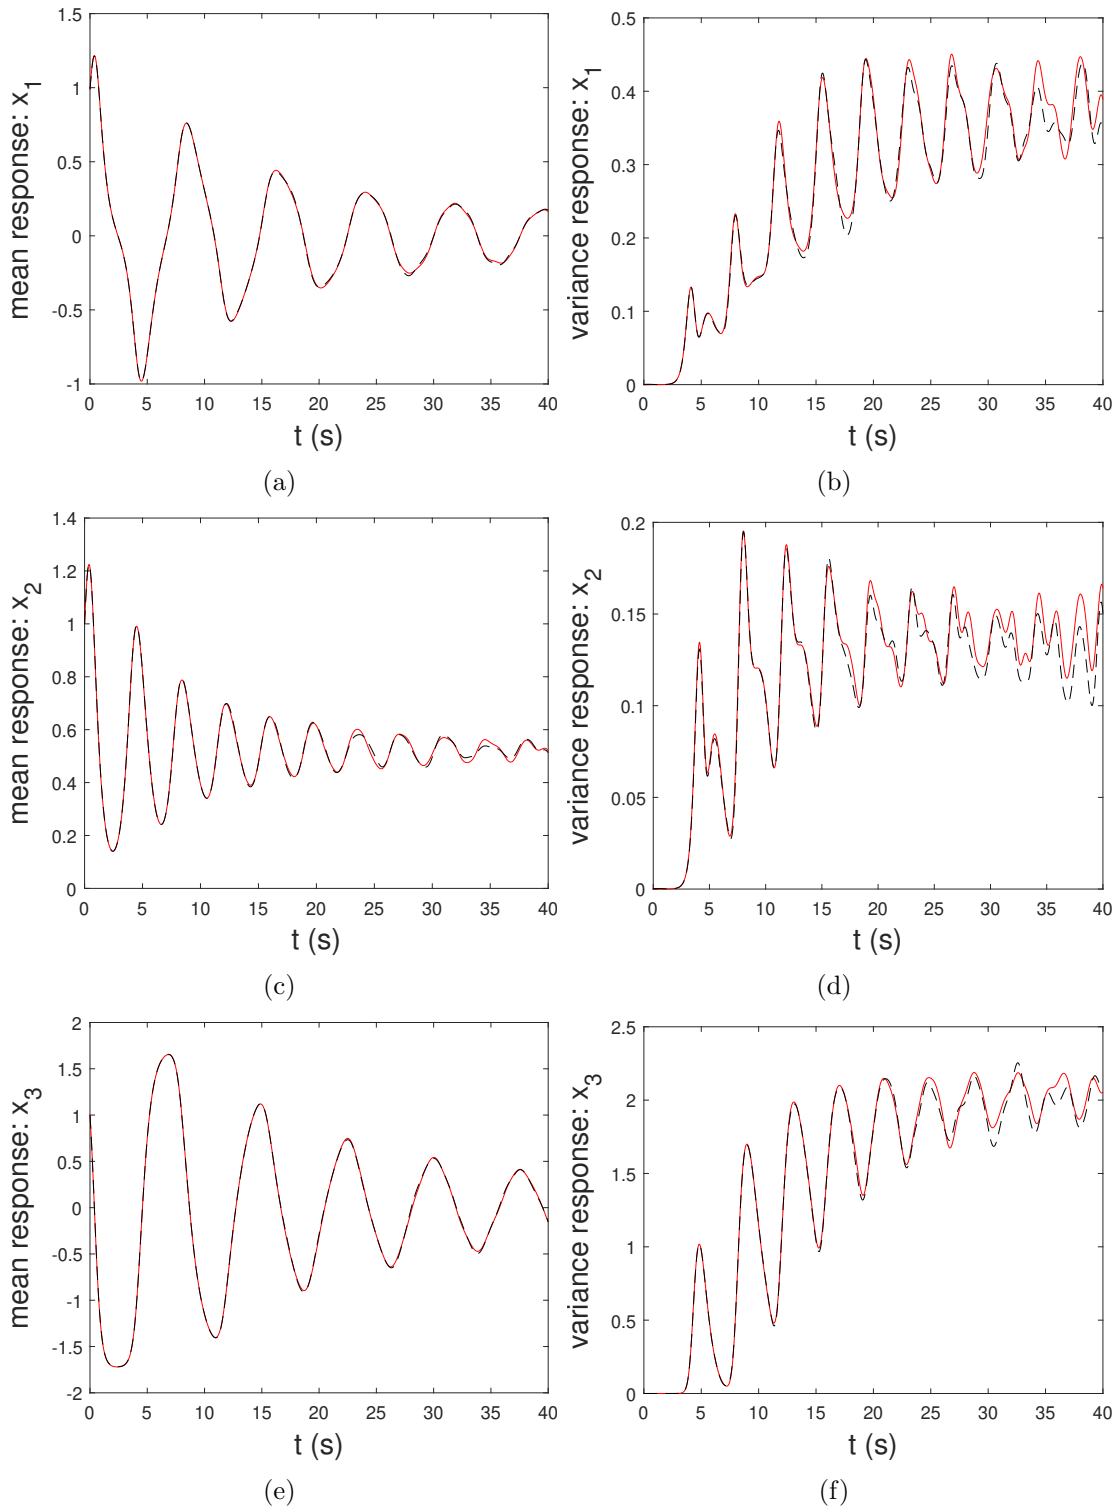 1.5
1
0.5
0
-0.5
-1
0 5 10 15 20 25 30 35 40
mean response: x1
t (s)
(a)
0.5
0.4
0.3
0.2
0.1
0
0 5 10 15 20 25 30 35 40
variance response: x1
t (s)
(b)
1.4
1.2
1
0.8
0.6
0.4
0.2
0
0 5 10 15 20 25 30 35 40
mean response: x2
t (s)
(c)
0.2
0.15
0.1
0.05
0
0 5 10 15 20 25 30 35 40
variance response: x2
t (s)
(d)
2
1.5
1
0.5
0
-0.5
-1
-1.5
-2
0 5 10 15 20 25 30 35 40
mean response: x3
t (s)
(e)
2.5
2
1.5
1
0.5
0
0 5 10 15 20 25 30 35 40
variance response: x3
t (s)
(f)